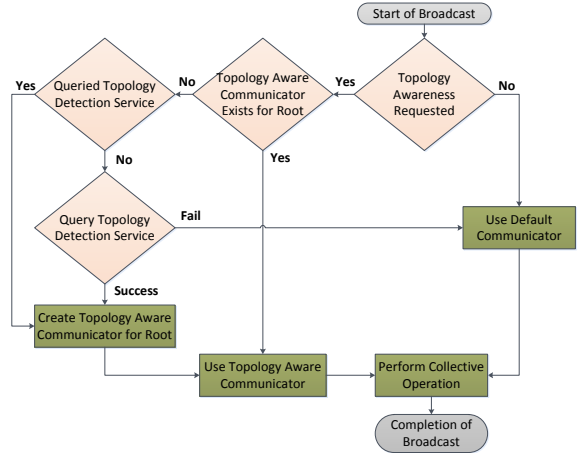 Start of Broadcast
Topology
Awareness
Requested
Yes
No
Topology Aware
Communicator
Exists for Root
No
Yes
Queried Topology
Detection Service
Yes
No
Query Topology
Detection Service
Fail
Success
Use Default
Communicator
Create Topology Aware
Communicator for Root
Use Topology Aware
Communicator
Perform Collective
Operation
Completion of
Broadcast